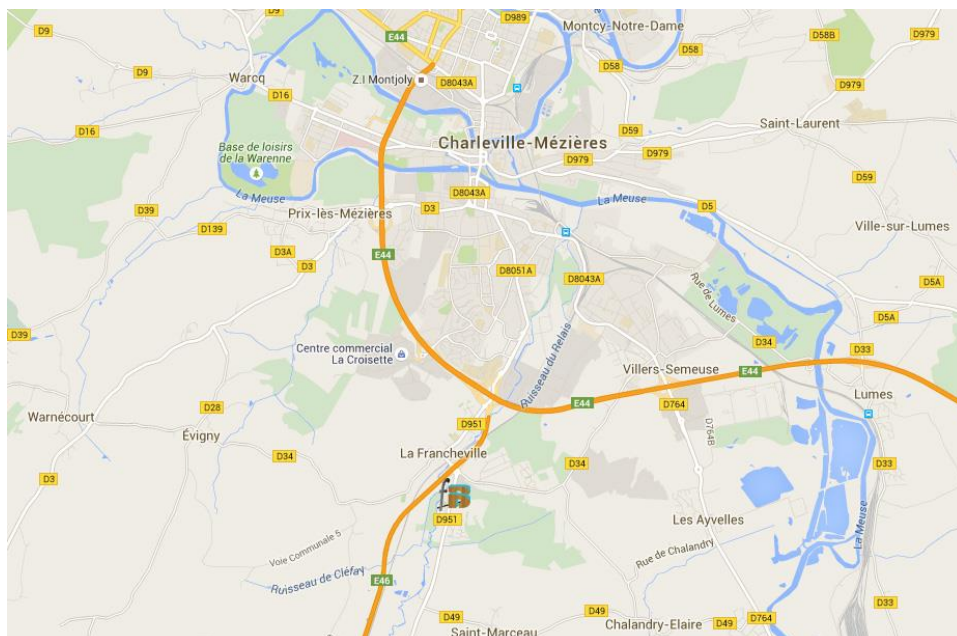 D9
E44
D989
Montcy-Notre-Dame
D58B
D979
D9
D58
Z.I Montjoly
D8043A
Warcq
D979
D16
D16
D59
Saint-Laurent
Base de loisirs
de la Warenne
Charleville-Mézières
D979
D979
D59
La Meuse
D8043A
La Meuse
D5
D39
Prix-lès-Mézières
D3
D139
Ville-sur-Lumes
D3A
D3
E44
D8051A
D8043A
D5A
Rue de Lumes
D5A
D39
Ruisseau du Relais
D34
D33
Centre commercial
La Croisette
Villers-Semeuse
E44
Lumes
E44
D764
D28
Warnécourt
D951
D764B
Évigny
D34
La Francheville
D34
D33
D3
fB
D951
Les Ayvelles
La Meuse
Voie Communale 5
Rue de Chalandry
Ruisseau de Cléfay
E46
D33
D49
D49
D49
D764
Saint-Marceau
Chalandry-Elaire